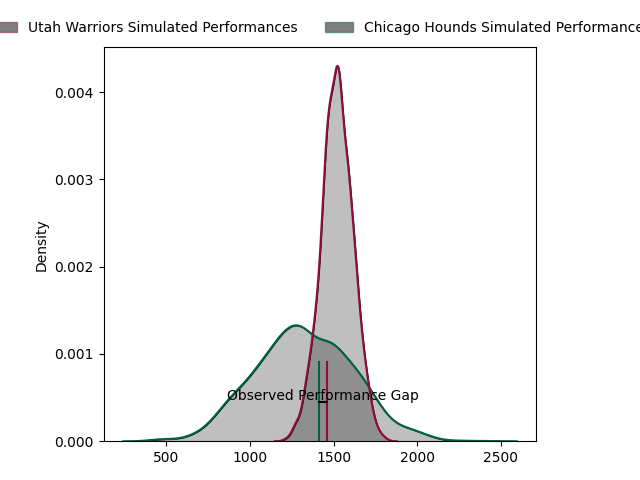 Utah Warriors Simulated Performances
Chicago Hounds Simulated Performance
0.004
0.003
0.002
0.001
0.000
Density
Observed Performance Gap
500
1000
1500
2000
2500